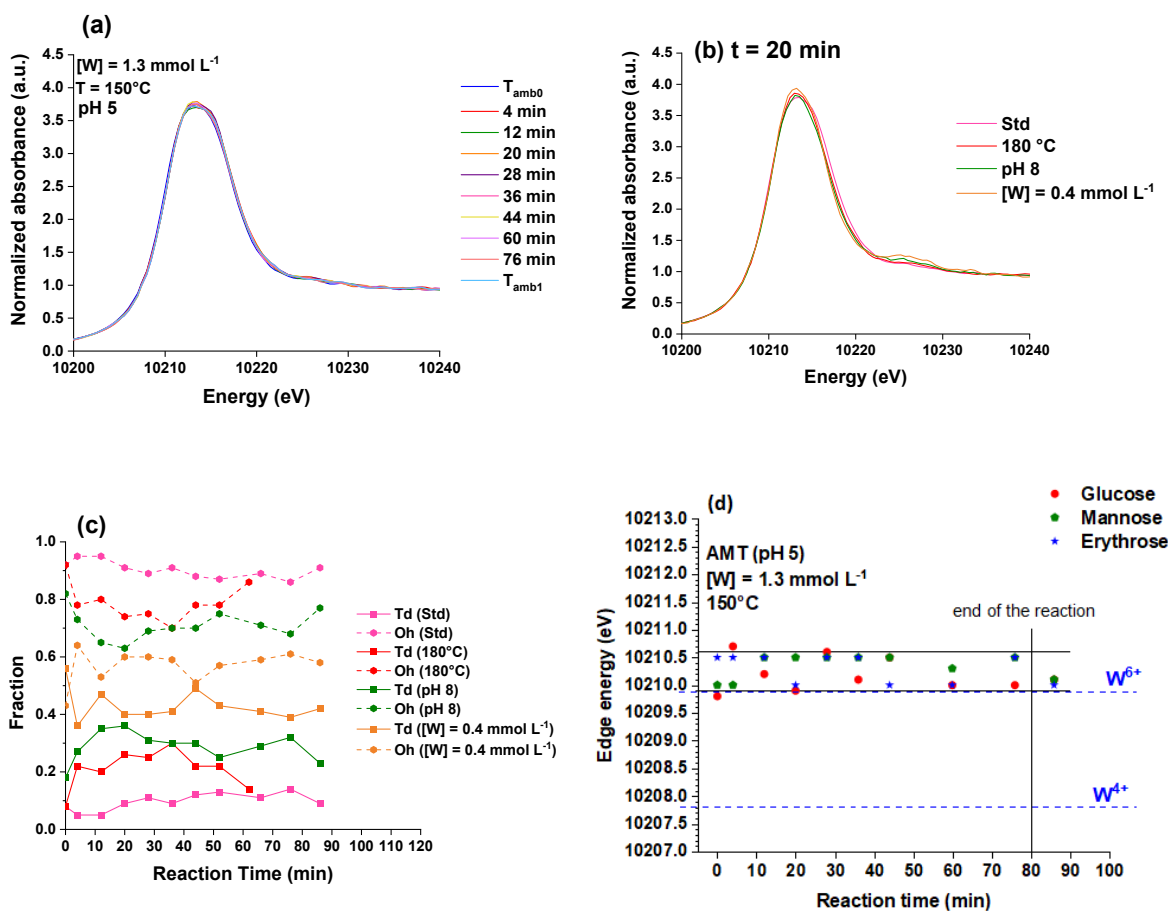 (a)
[W] = 1.3 mmol L⁻¹
T = 150°C
pH 5
Normalized absorbance (a.u.)
4.5
4.0
3.5
3.0
2.5
2.0
1.5
1.0
0.5
0.0
10200 10210 10220 10230 10240
Energy (eV)
T_amb0
4 min
12 min
20 min
28 min
36 min
44 min
60 min
76 min
T_amb1
(b) t = 20 min
Normalized absorbance (a.u.)
4.5
4.0
3.5
3.0
2.5
2.0
1.5
1.0
0.5
0.0
10200 10210 10220 10230 10240
Energy (eV)
Std
180 °C
pH 8
[W] = 0.4 mmol L⁻¹
(c)
Fraction
1.0
0.8
0.6
0.4
0.2
0.0
0 10 20 30 40 50 60 70 80 90 100 110 120
Reaction Time (min)
Td (Std)
Oh (Std)
Td (180°C)
Oh (180°C)
Td (pH 8)
Oh (pH 8)
Td ([W] = 0.4 mmol L⁻¹)
Oh ([W] = 0.4 mmol L⁻¹)
(d)
Glucose
Mannose
Erythrose
AMT (pH 5)
[W] = 1.3 mmol L⁻¹
150°C
end of the reaction
W⁶⁺
W⁴⁺
Edge energy (eV)
10213.0
10212.5
10212.0
10211.5
10211.0
10210.5
10210.0
10209.5
10209.0
10208.5
10208.0
10207.5
10207.0
0 10 20 30 40 50 60 70 80 90 100
Reaction time (min)